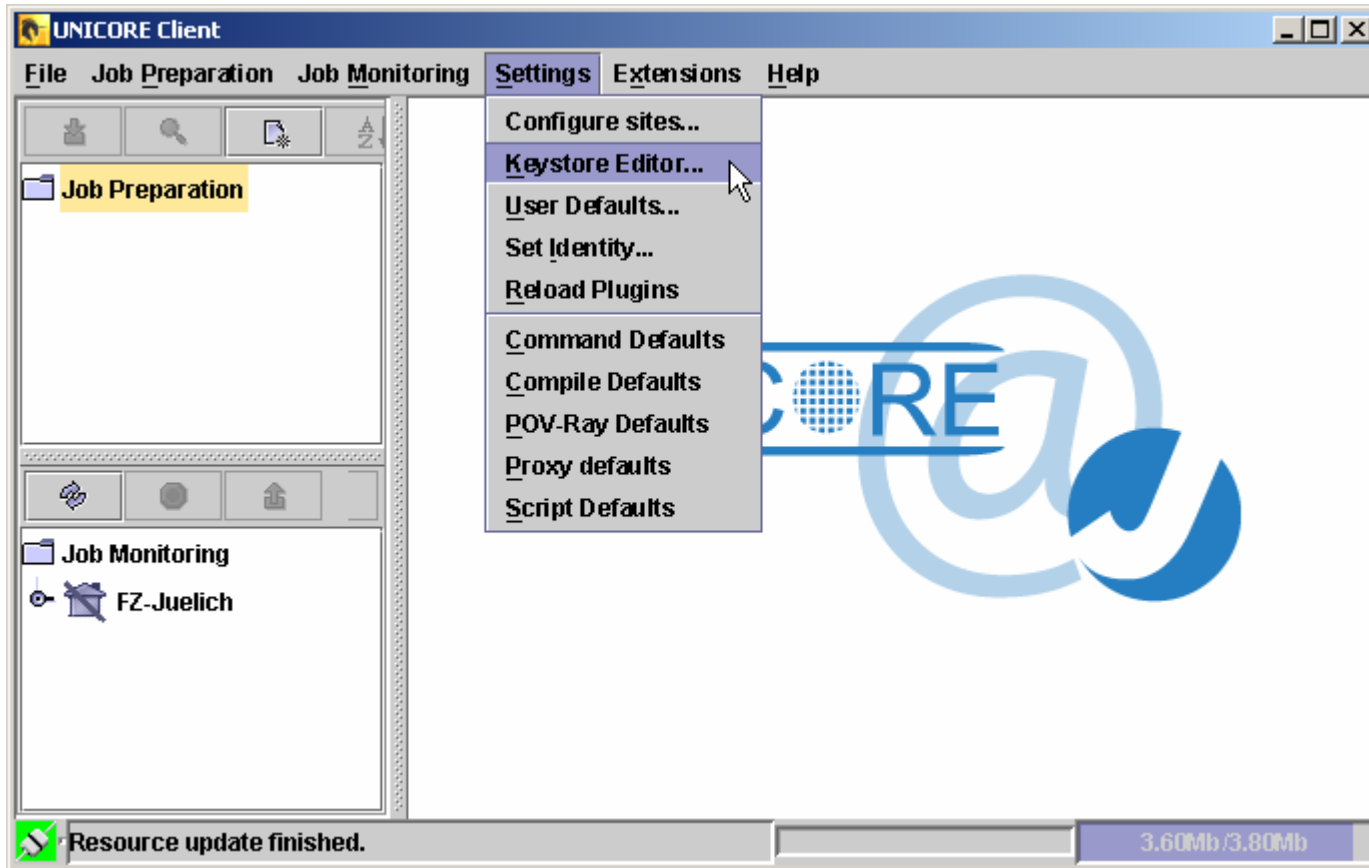 UNICORE Client
File Job Preparation Job Monitoring Settings Extensions Help
Configure sites...
Keystore Editor...
User Defaults...
Set Identity...
Reload Plugins
Command Defaults
Compile Defaults
POV-Ray Defaults
Proxy defaults
Script Defaults
Job Preparation
CORE
Job Monitoring
FZ-Juelich
Resource update finished.
3.60Mb/3.80Mb